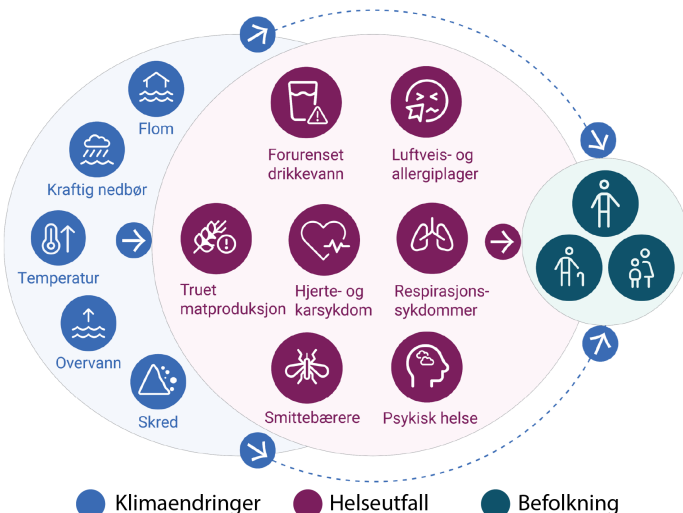 Flom
Kraftig nedbør
Temperatur
Overvann
Skred
Forurenset
drikkevann
Luftveis- og
allergiplager
Truet
matproduksjon
Hjerte- og
karsykdom
Respirasjons-
sykdommer
Smittebærere
Psykisk helse
Klimaendringer
Helseutfall
Befolkning